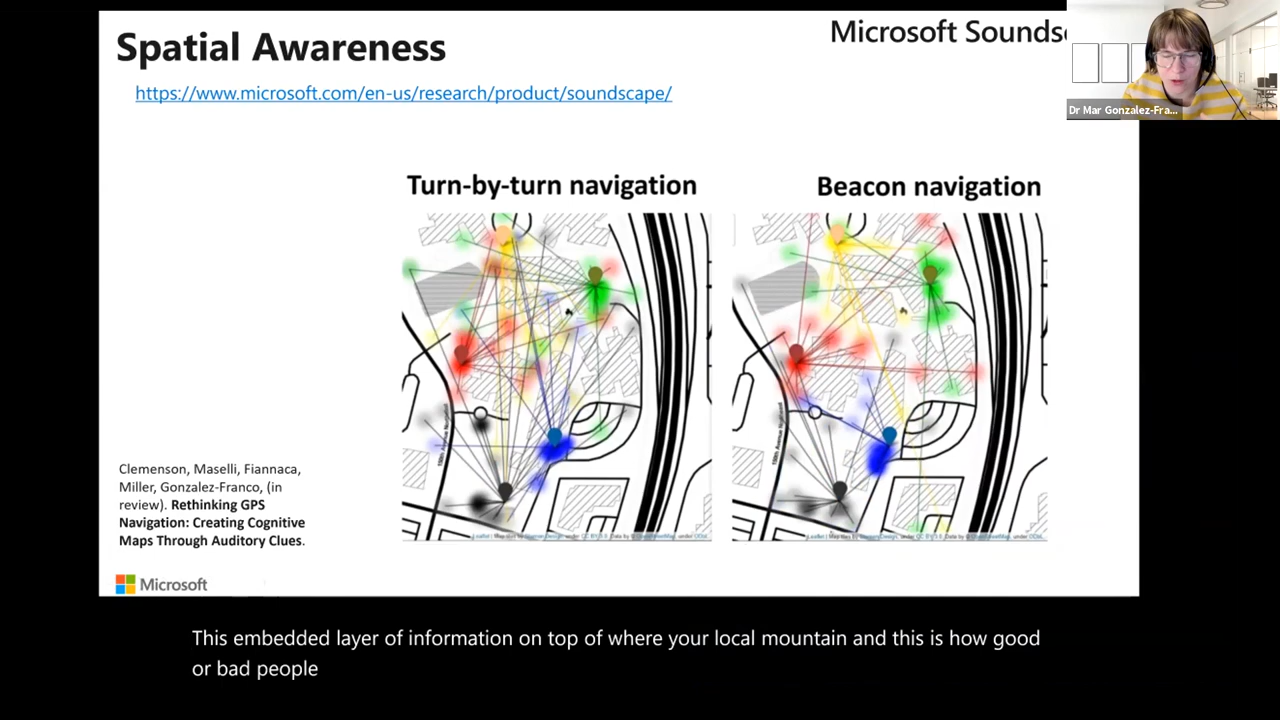 Spatial Awareness
Microsoft Soundsc
https://www.microsoft.com/en-us/research/product/soundscape/
Dr Mar Gonzalez-Fra...
Turn-by-turn navigation
Beacon navigation
Clemenson, Maselli, Fiannaca,
Miller, Gonzalez-Franco, (in
review). Rethinking GPS
Navigation: Creating Cognitive
Maps Through Auditory Clues.
Microsoft
This embedded layer of information on top of where your local mountain and this is how good
or bad people